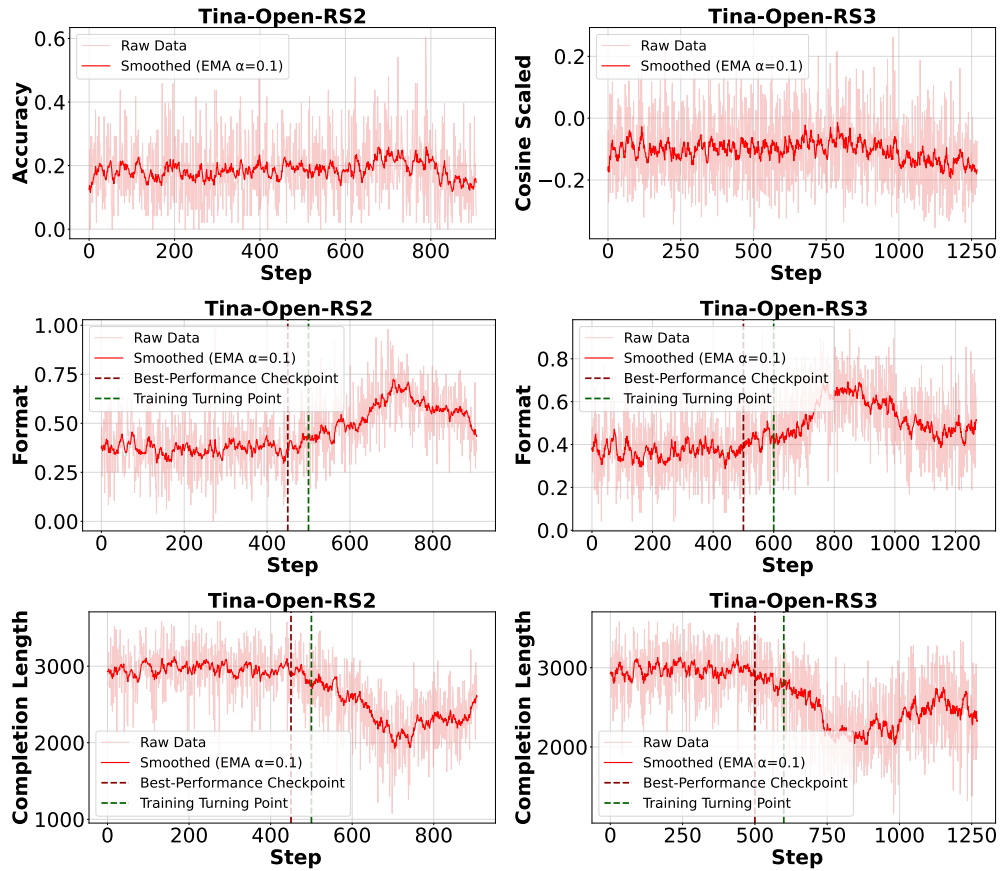 Tina-Open-RS2
Accuracy
0.6
0.4
0.2
0.0
Raw Data
Smoothed (EMA α=0.1)
0
200
400
600
800
Step
Tina-Open-RS3
Cosine Scaled
0.2
0.0
−0.2
Raw Data
Smoothed (EMA α=0.1)
0
250
500
750
1000
1250
Step
Tina-Open-RS2
Format
1.00
0.75
0.50
0.25
0.00
Raw Data
Smoothed (EMA α=0.1)
Best-Performance Checkpoint
Training Turning Point
0
200
400
600
800
Step
Tina-Open-RS3
Format
0.8
0.6
0.4
0.2
0.0
Raw Data
Smoothed (EMA α=0.1)
Best-Performance Checkpoint
Training Turning Point
0
200
400
600
800
1000
1200
Step
Tina-Open-RS2
Completion Length
3000
2000
1000
Raw Data
Smoothed (EMA α=0.1)
Best-Performance Checkpoint
Training Turning Point
0
200
400
600
800
Step
Tina-Open-RS3
Completion Length
3000
2000
Raw Data
Smoothed (EMA α=0.1)
Best-Performance Checkpoint
Training Turning Point
0
250
500
750
1000
1250
Step